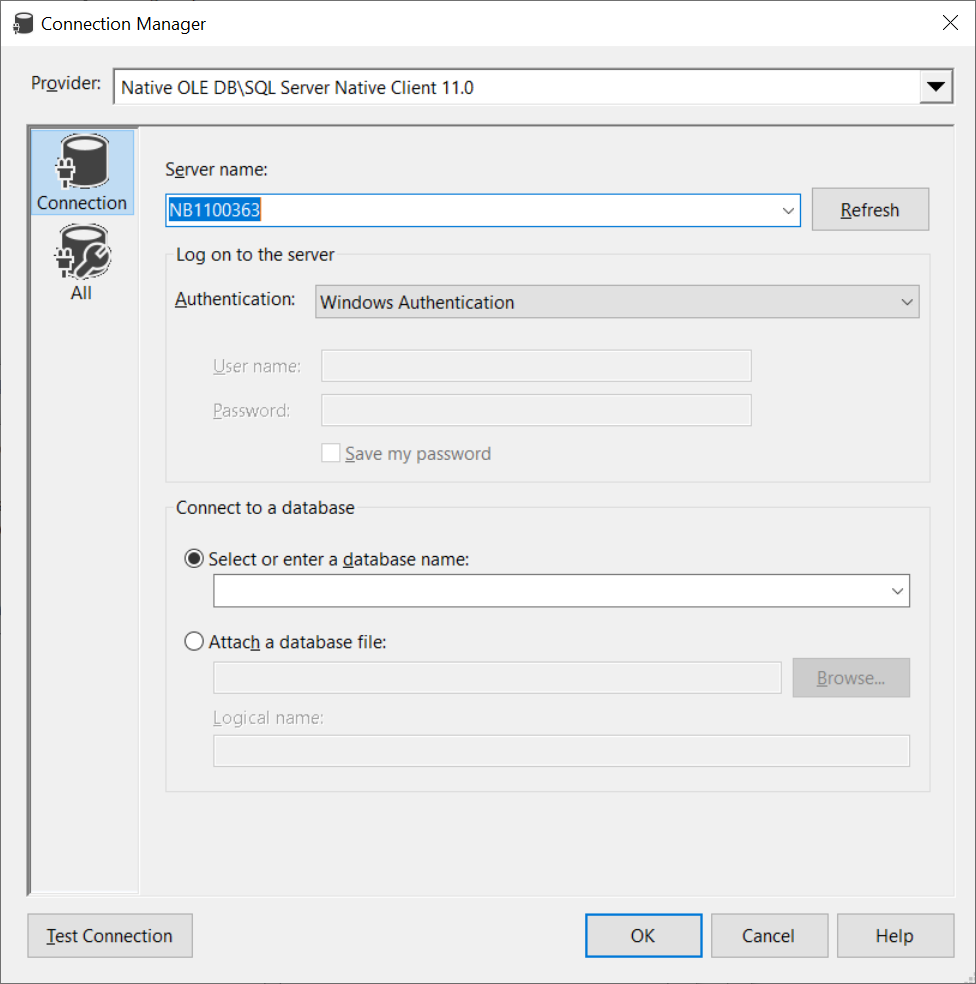 Connection Manager
Provider: Native OLE DB\SQL Server Native Client 11.0
Connection
All
Server name:
NB1100363 Refresh
Log on to the server
Authentication: Windows Authentication
User name:
Password:
Save my password
Connect to a database
Select or enter a database name:
Attach a database file:
Browse...
Logical name:
Test Connection OK Cancel Help